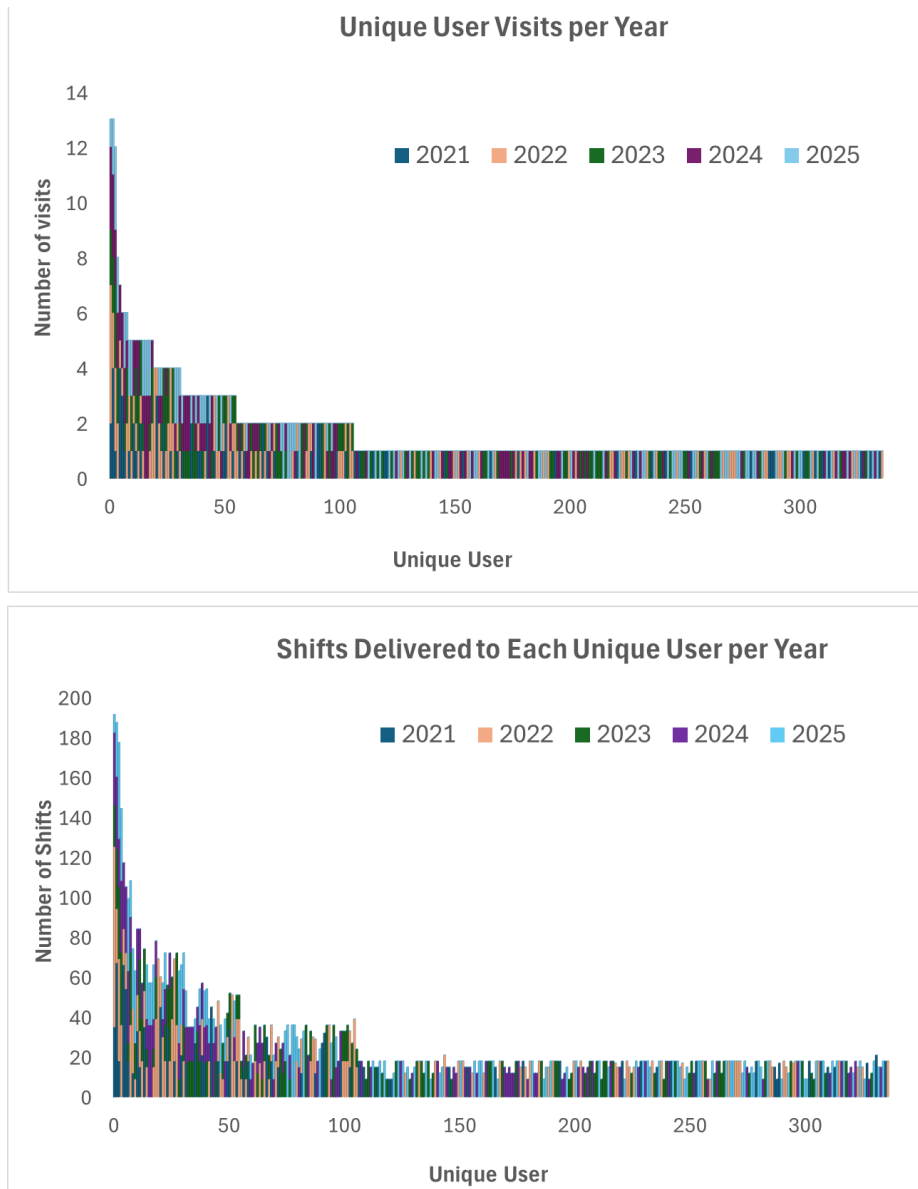 Unique User Visits per Year
14
2021 2022 2023 2024 2025
12
10
8
6
4
2
0
Number of visits
0 50 100 150 200 250 300
Unique User
Shifts Delivered to Each Unique User per Year
200
2021 2022 2023 2024 2025
180
160
140
120
100
80
60
40
20
0
Number of Shifts
0 50 100 150 200 250 300
Unique User